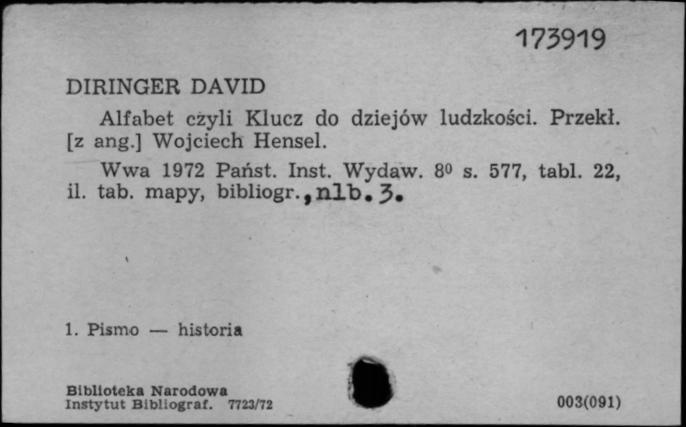 173919
DIRINGER DAVID
Alfabet czyli Klucz do dziejów ludzkości. Przekł.
[z ang.] Wojciech Hensel.
Wwa 1972 Państ. Inst. Wydaw. 8⁰ s. 577, tabl. 22,
il. tab. mapy, bibliogr., nlb. 3.
1. Pismo — historia
Biblioteka Narodowa
Instytut Bibliograf. 7723/72
003(091)